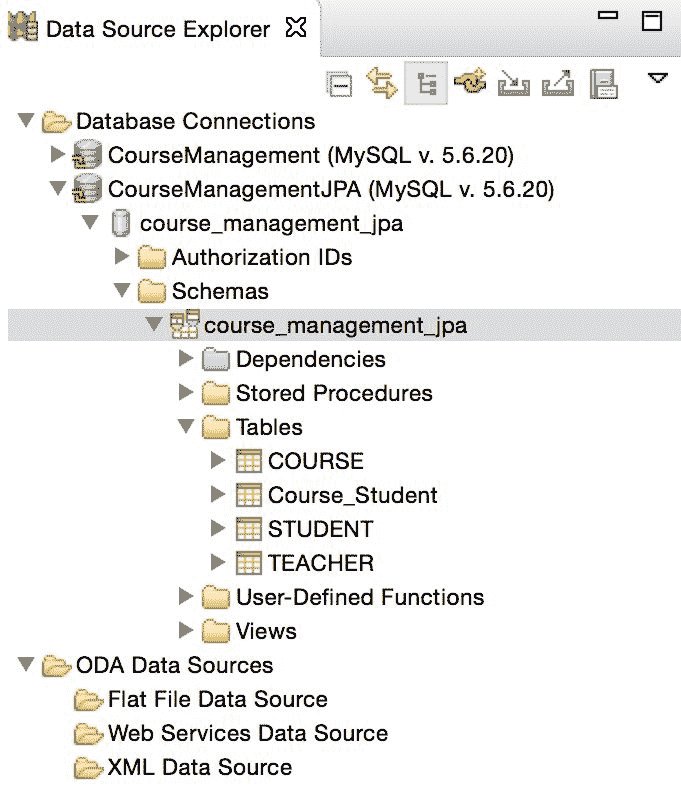 Data Source Explorer
Database Connections
CourseManagement (MySQL v. 5.6.20)
CourseManagementJPA (MySQL v. 5.6.20)
course_management_jpa
Authorization IDs
Schemas
course_management_jpa
Dependencies
Stored Procedures
Tables
COURSE
Course_Student
STUDENT
TEACHER
User-Defined Functions
Views
ODA Data Sources
Flat File Data Source
Web Services Data Source
XML Data Source